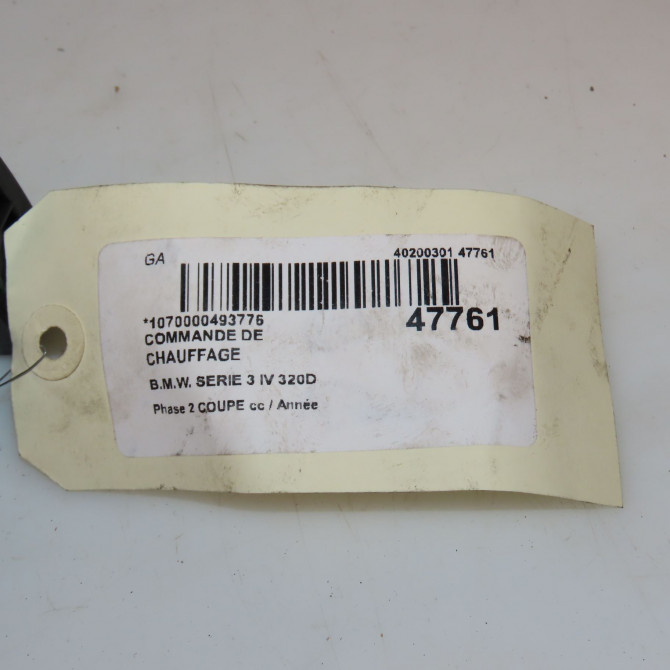 GA 40200301 47761
*1070000493776 47761
COMMANDE DE
CHAUFFAGE
B.M.W. SERIE 3 IV 320D
Phase 2 COUPE cc / Année